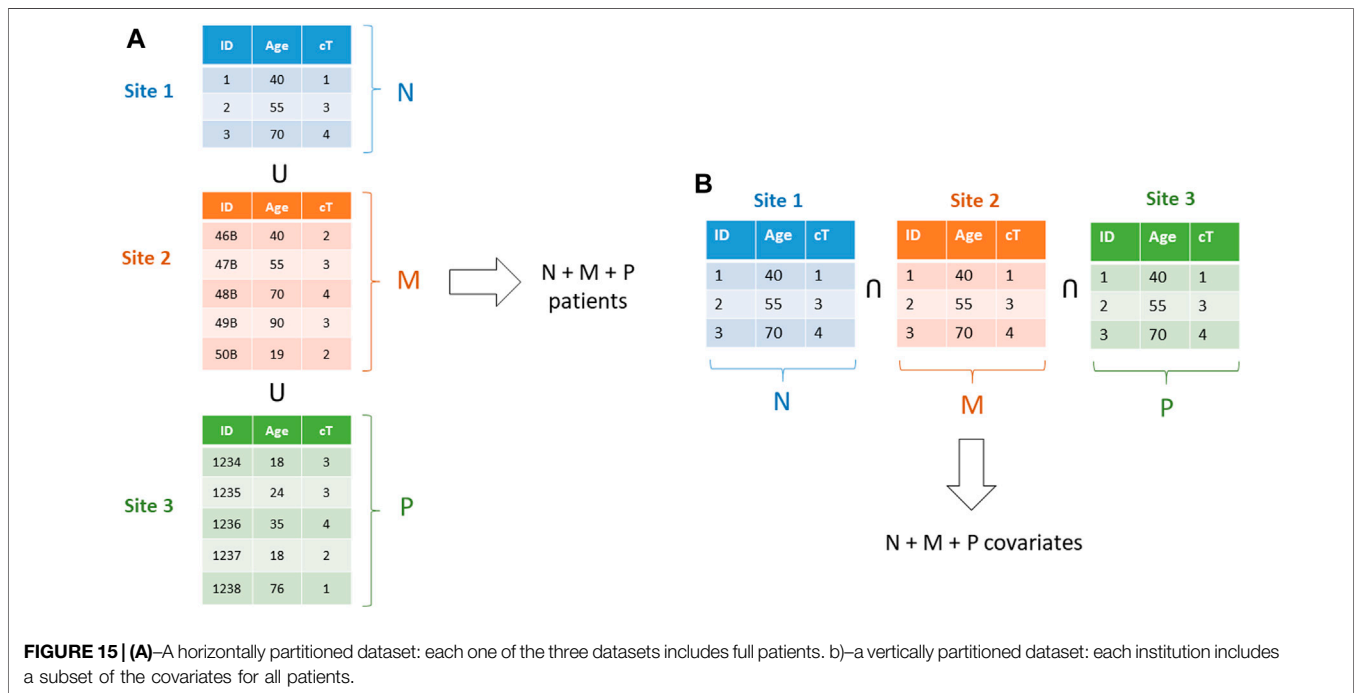 A
ID Age cT
Site 1
1 40 1
2 55 3
3 70 4
N
U
ID Age cT
Site 2
46B 40 2
47B 55 3
48B 70 4
49B 90 3
50B 19 2
M
N + M + P
patients
U
ID Age cT
Site 3
1234 18 3
1235 24 3
1236 35 4
1237 18 2
1238 76 1
P
B
Site 1 Site 2 Site 3
ID Age cT ID Age cT ID Age cT
1 40 1 1 40 1 1 40 1
2 55 3 ∩ 2 55 3 ∩ 2 55 3
3 70 4 3 70 4 3 70 4
N M P
N + M + P covariates
FIGURE 15 | (A)–A horizontally partitioned dataset: each one of the three datasets includes full patients. b)–a vertically partitioned dataset: each institution includes
a subset of the covariates for all patients.